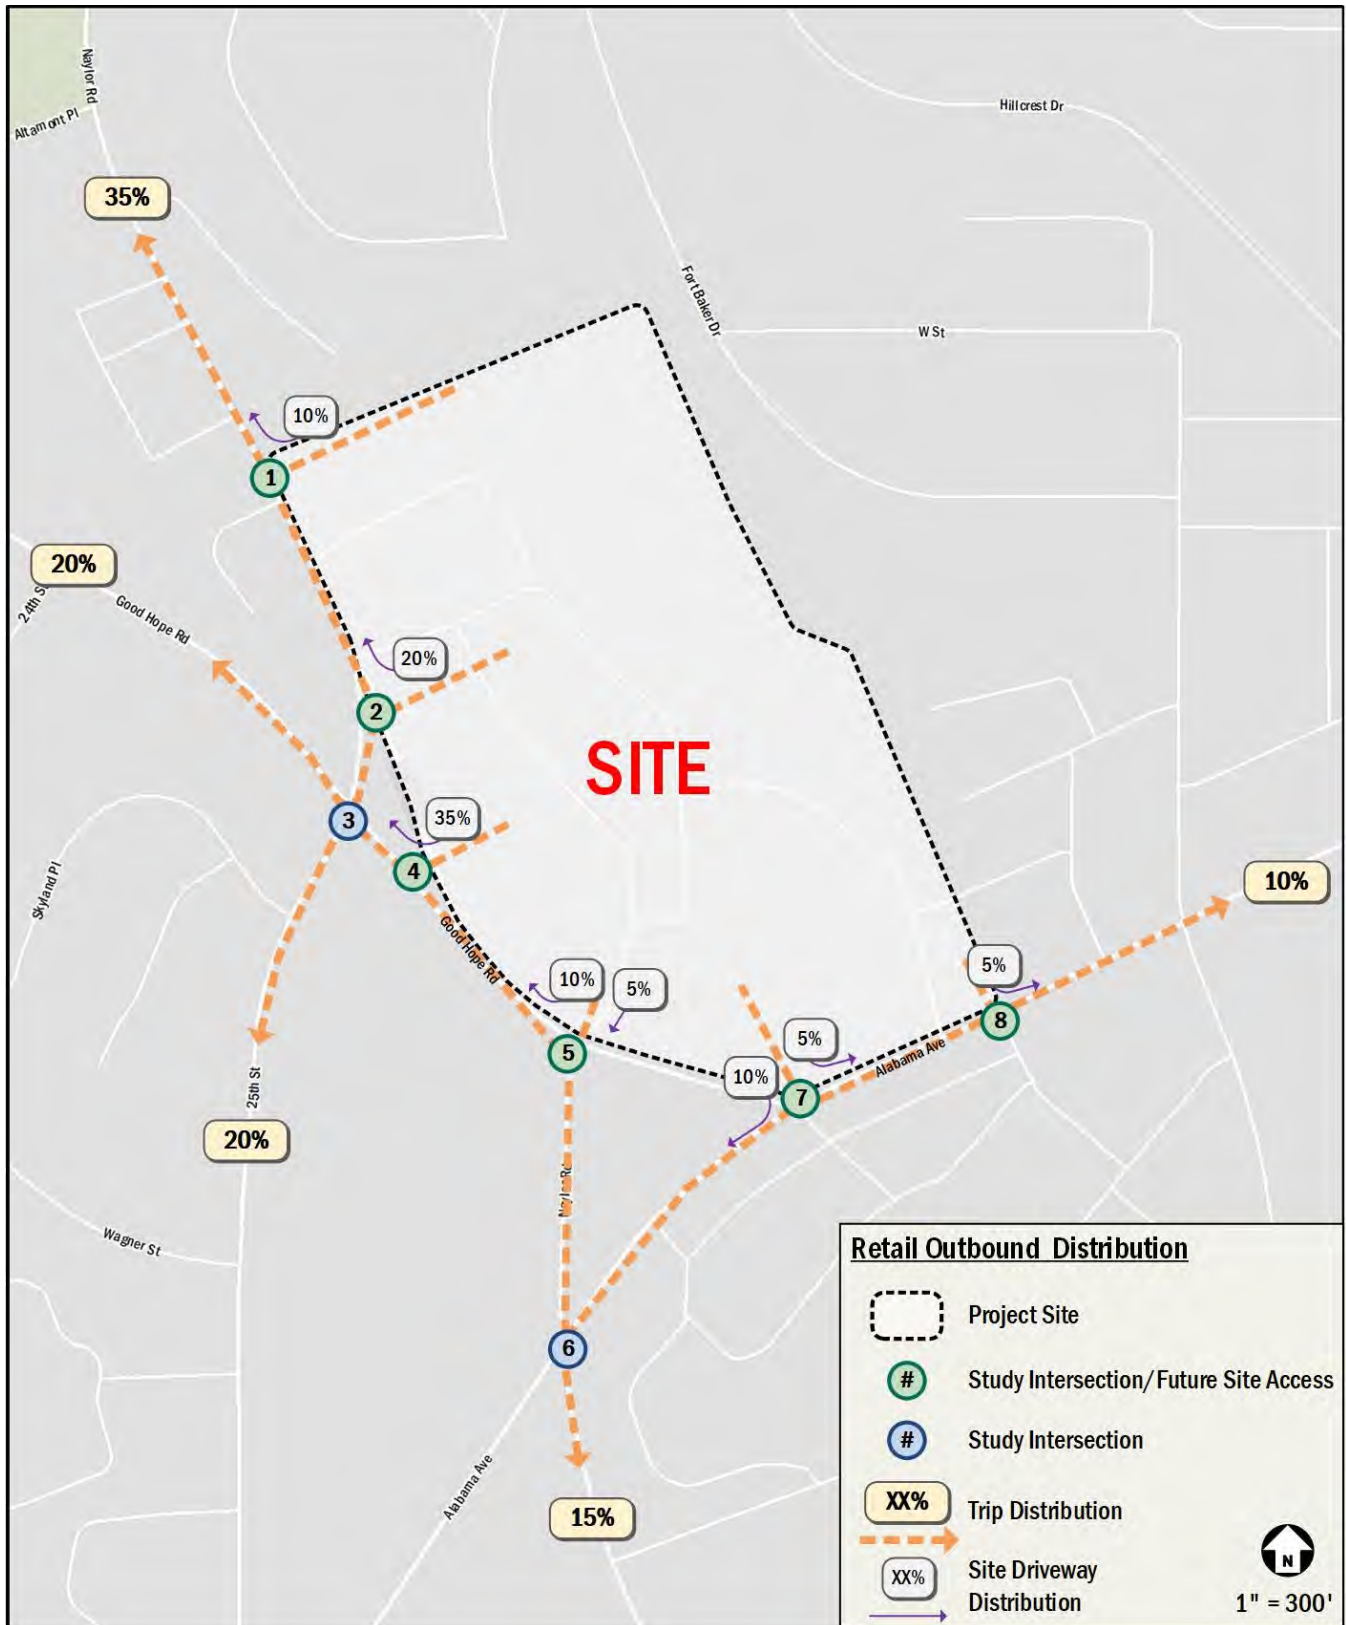 Naylor Rd
Altamont Pl
Hillcrest Dr
35%
Fort Baker Dr
W St
10%
1
20%
24th St
Good Hope Rd
20%
2
SITE
3
35%
4
Skyland Pl
10%
Good Hope Rd
5%
10%
5%
8
5
5%
Alabama Ave
10%
7
25th St
20%
Naylor Rd
Wagner St
6
Alabama Ave
15%
Retail Outbound Distribution
Project Site
# Study Intersection/Future Site Access
# Study Intersection
XX% Trip Distribution
XX% Site Driveway
Distribution
N
1" = 300'